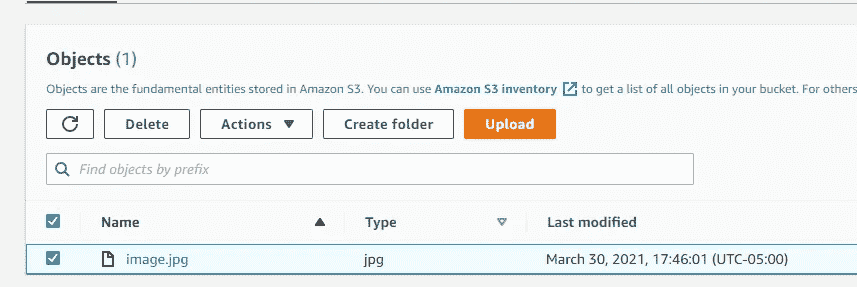 Objects (1)
Objects are the fundamental entities stored in Amazon S3. You can use Amazon S3 inventory to get a list of all objects in your bucket. For others
Delete Actions Create folder Upload
Find objects by prefix
Name Type Last modified
image.jpg jpg March 30, 2021, 17:46:01 (UTC-05:00)